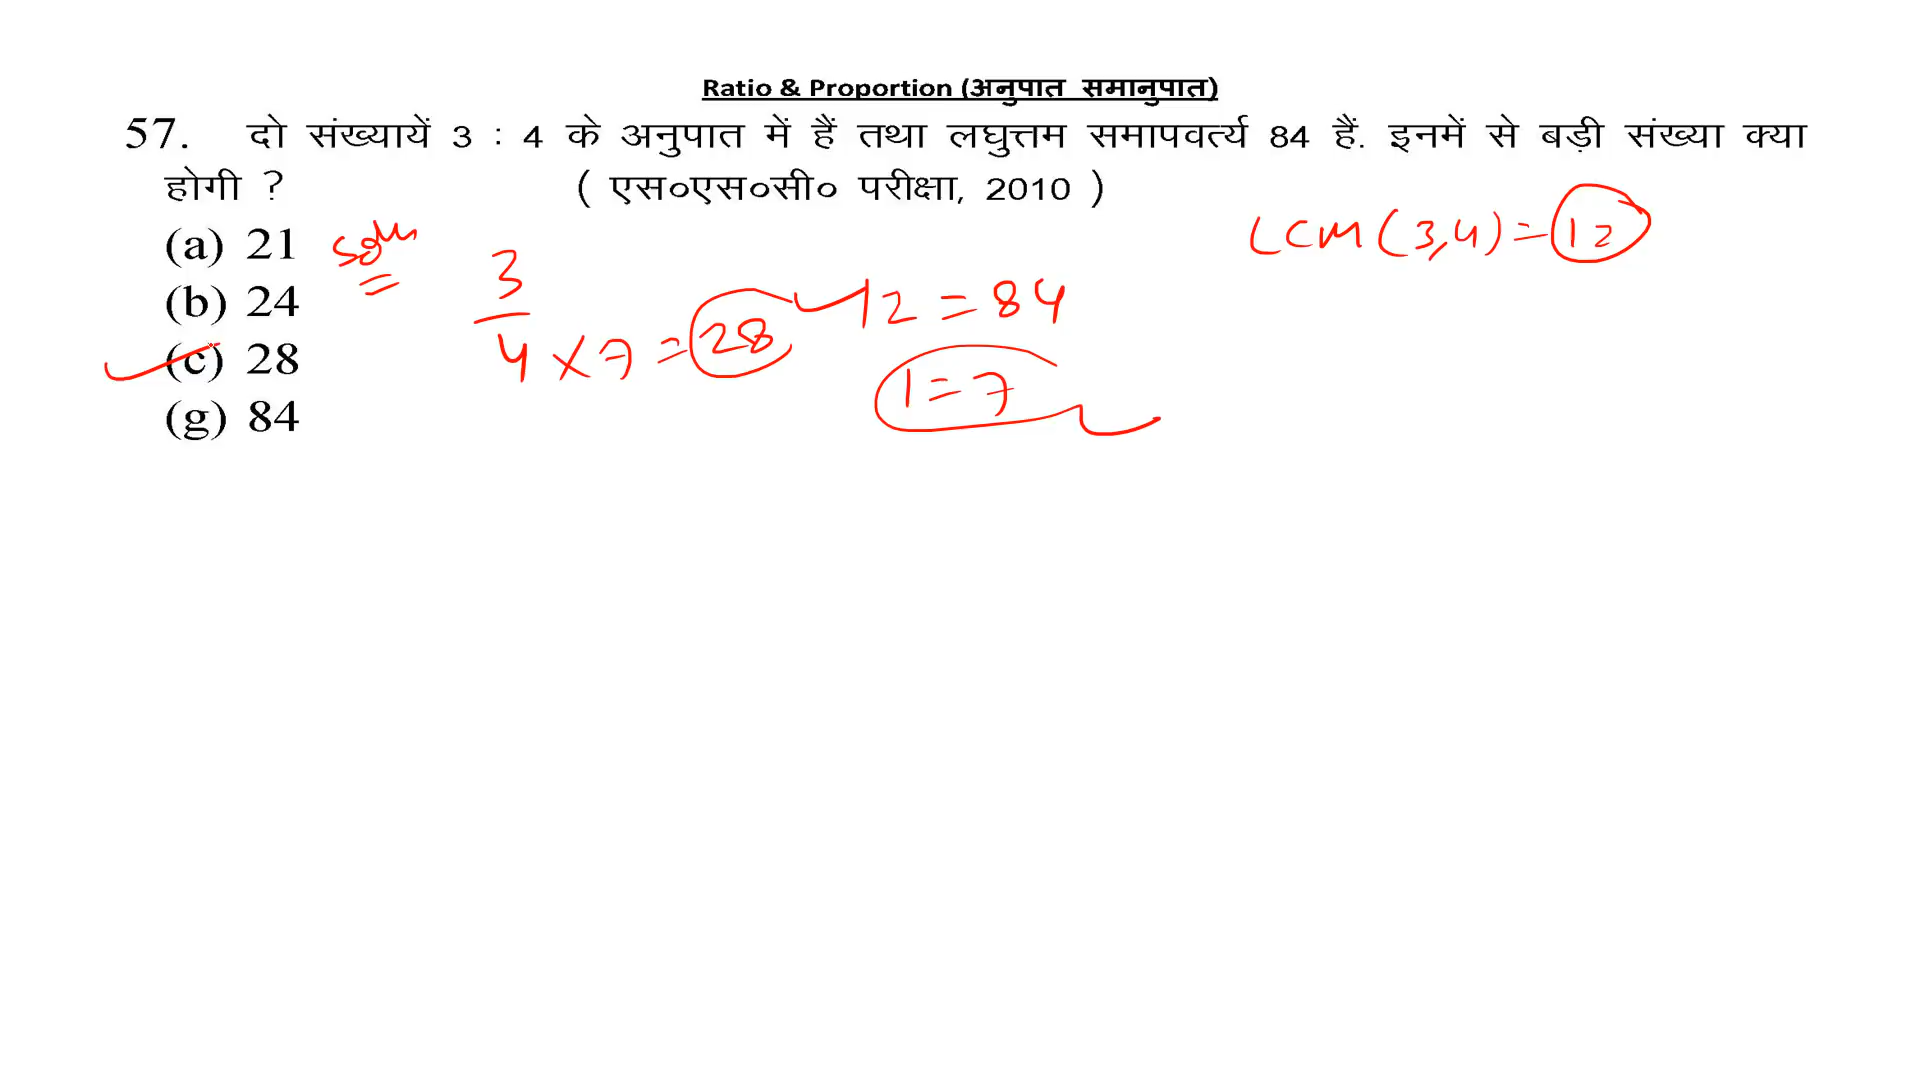 Ratio & Proportion (अनुपात समानुपात)
57. दो संख्यायें 3 : 4 के अनुपात में हैं तथा लघुत्तम समापवर्त्य 84 हैं. इनमें से बड़ी संख्या क्या
होगी ? ( एस०एस०सी० परीक्षा, 2010 )
LCM (3,4) = 12
(a) 21 Soln
(b) 24
(c) 28
(g) 84
3
4 × 7 = 28
12 = 84
1 = 7